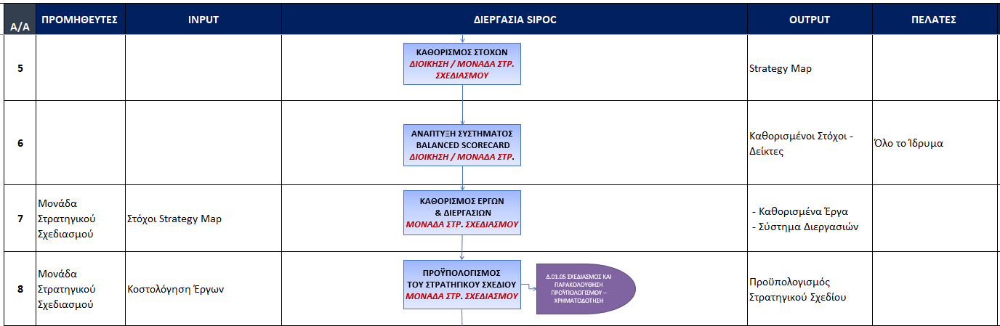 Α/Α
ΠΡΟΜΗΘΕΥΤΕΣ
INPUT
ΔΙΕΡΓΑΣΙΑ SIPOC
OUTPUT
ΠΕΛΑΤΕΣ
5
ΚΑΘΟΡΙΣΜΟΣ ΣΤΟΧΩΝ
ΔΙΟΙΚΗΣΗ / ΜΟΝΑΔΑ ΣΤΡ.
ΣΧΕΔΙΑΣΜΟΥ
Strategy Map
6
ΑΝΑΠΤΥΞΗ ΣΥΣΤΗΜΑΤΟΣ
BALANCED SCORECARD
ΔΙΟΙΚΗΣΗ / ΜΟΝΑΔΑ ΣΤΡ.
Καθορισμένοι Στόχοι -
Δείκτες
Όλο το Ίδρυμα
7
Μονάδα
Στρατηγικού
Σχεδιασμού
Στόχοι Strategy Map
ΚΑΘΟΡΙΣΜΟΣ ΕΡΓΩΝ
& ΔΙΕΡΓΑΣΙΩΝ
ΜΟΝΑΔΑ ΣΤΡ. ΣΧΕΔΙΑΣΜΟΥ
- Καθορισμένα Έργα
- Σύστημα Διεργασιών
8
Μονάδα
Στρατηγικού
Σχεδιασμού
Κοστολόγηση Έργων
ΠΡΟΫΠΟΛΟΓΙΣΜΟΣ
ΤΟΥ ΣΤΡΑΤΗΓΙΚΟΥ ΣΧΕΔΙΟΥ
ΜΟΝΑΔΑ ΣΤΡ. ΣΧΕΔΙΑΣΜΟΥ
Δ.01.05 ΣΧΕΔΙΑΣΜΟΣ ΚΑΙ
ΠΑΡΑΚΟΛΟΥΘΗΣΗ
ΠΡΟΫΠΟΛΟΓΙΣΜΟΥ –
ΧΡΗΜΑΤΟΔΟΤΗΣΗ
Προϋπολογισμός
Στρατηγικού Σχεδίου